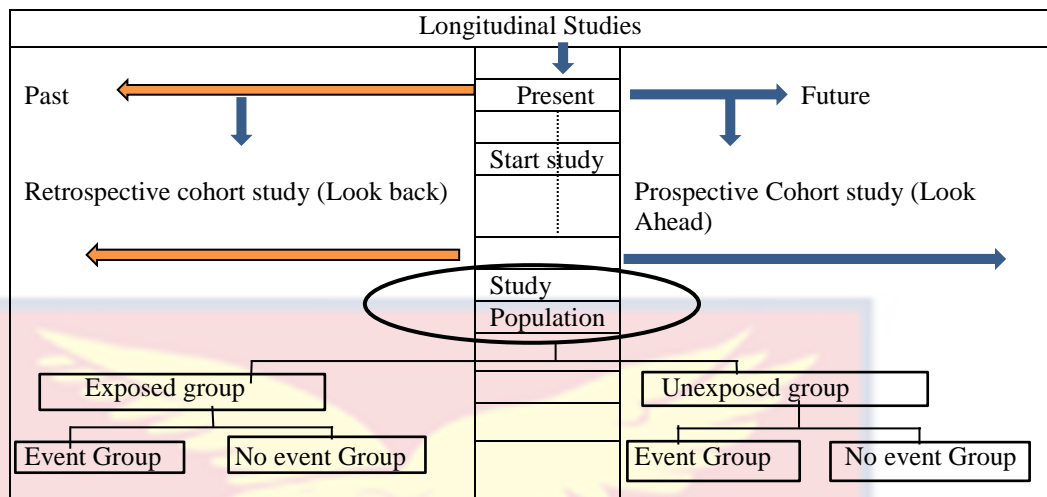 Longitudinal Studies
Past
Present
Future
Start study
Retrospective cohort study (Look back)
Prospective Cohort study (Look
Ahead)
Study
Population
Exposed group
Unexposed group
Event Group
No event Group
Event Group
No event Group